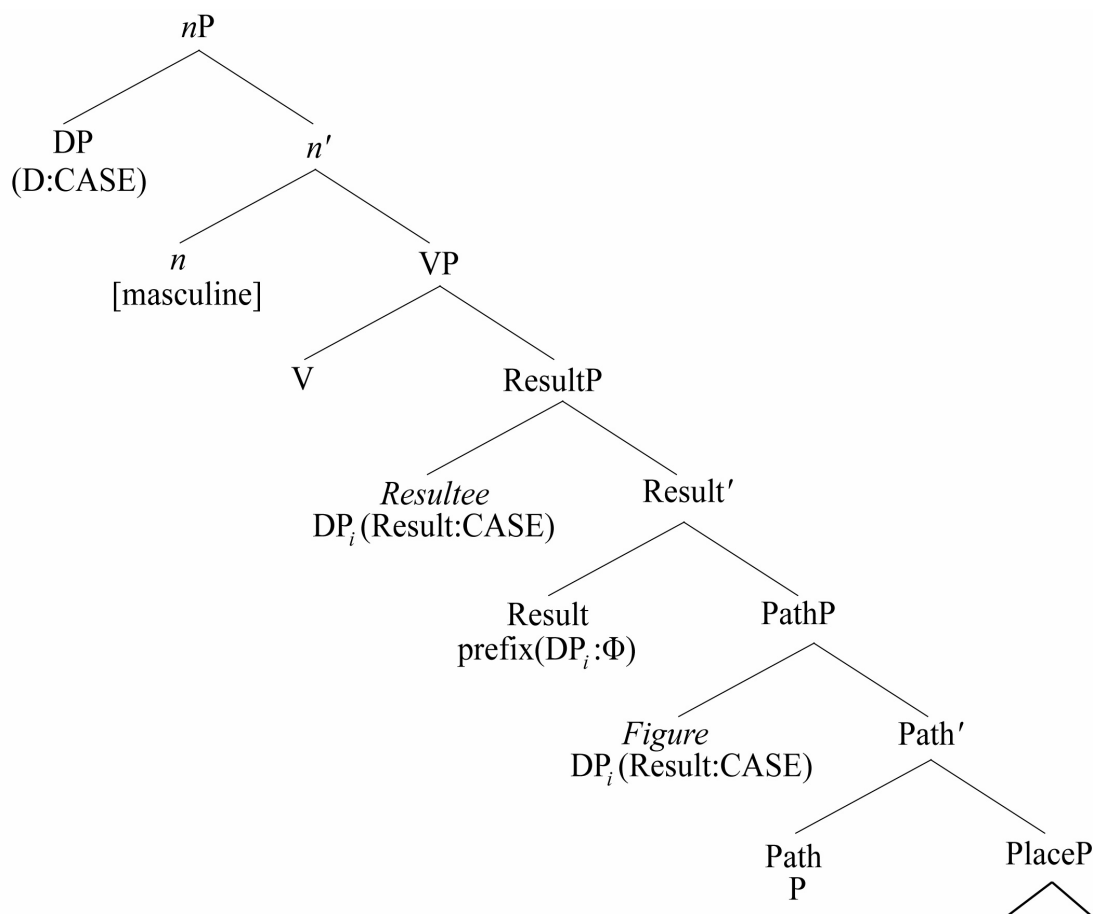 nP
DP
(D:CASE)
n′
n
[masculine]
VP
V
ResultP
Resultee
DPi (Result:CASE)
Result′
Result
prefix(DPi :Φ)
PathP
Figure
DPi (Result:CASE)
Path′
Path
P
PlaceP